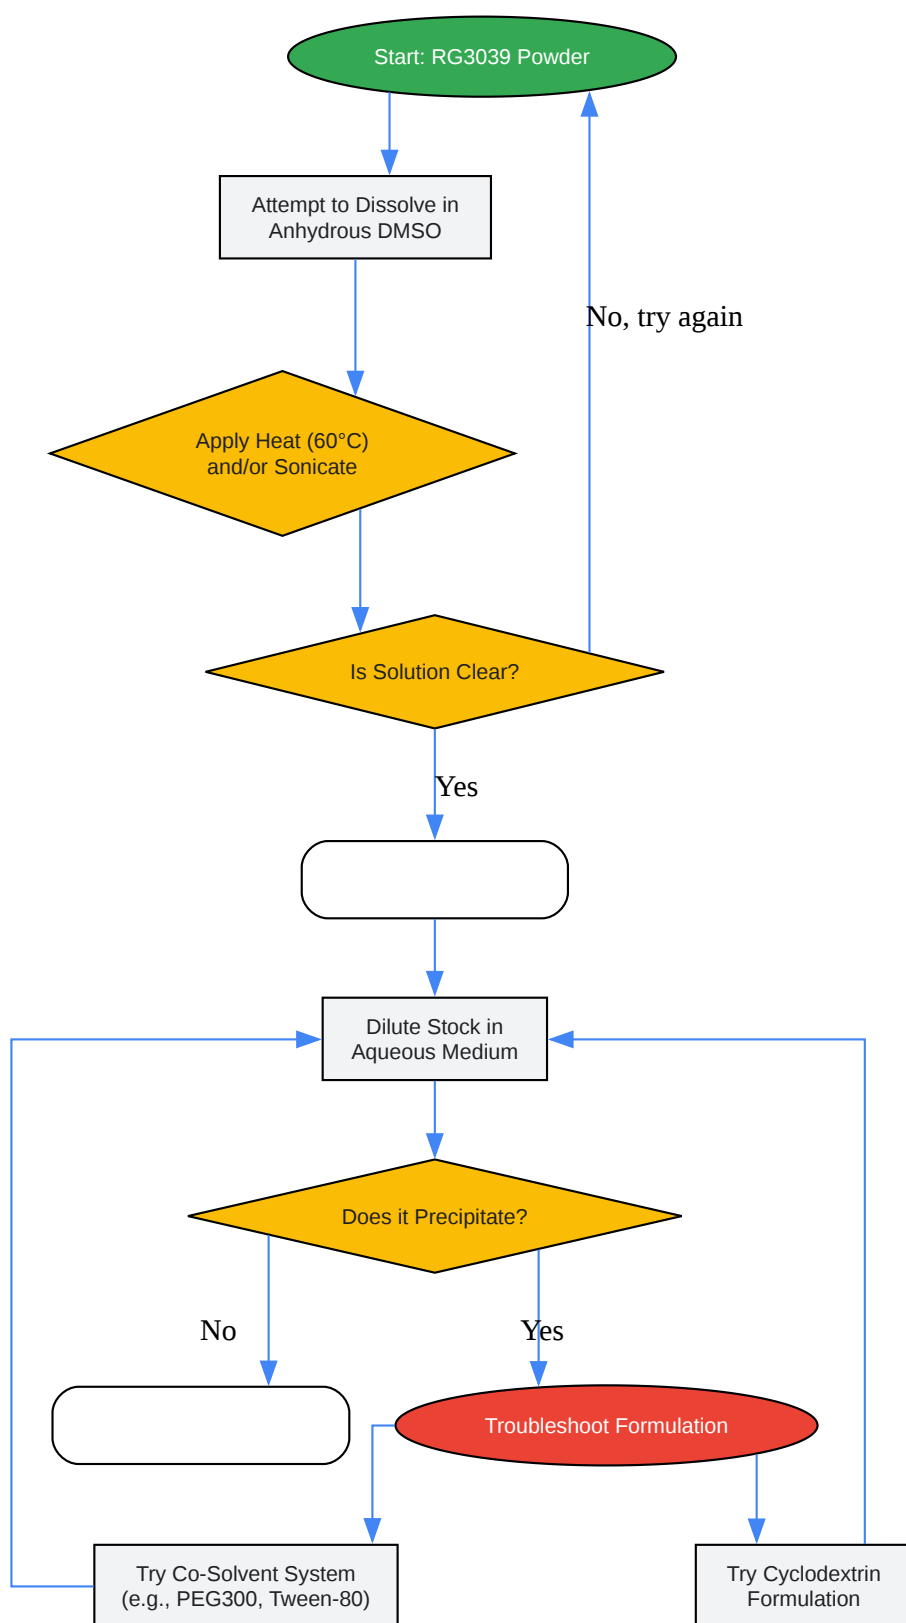 Start: RG3039 Powder
Attempt to Dissolve in
Anhydrous DMSO
No, try again
Apply Heat (60°C)
and/or Sonicate
Is Solution Clear?
Yes
Dilute Stock in
Aqueous Medium
Does it Precipitate?
No
Yes
Troubleshoot Formulation
Try Co-Solvent System
(e.g., PEG300, Tween-80)
Try Cyclodextrin
Formulation